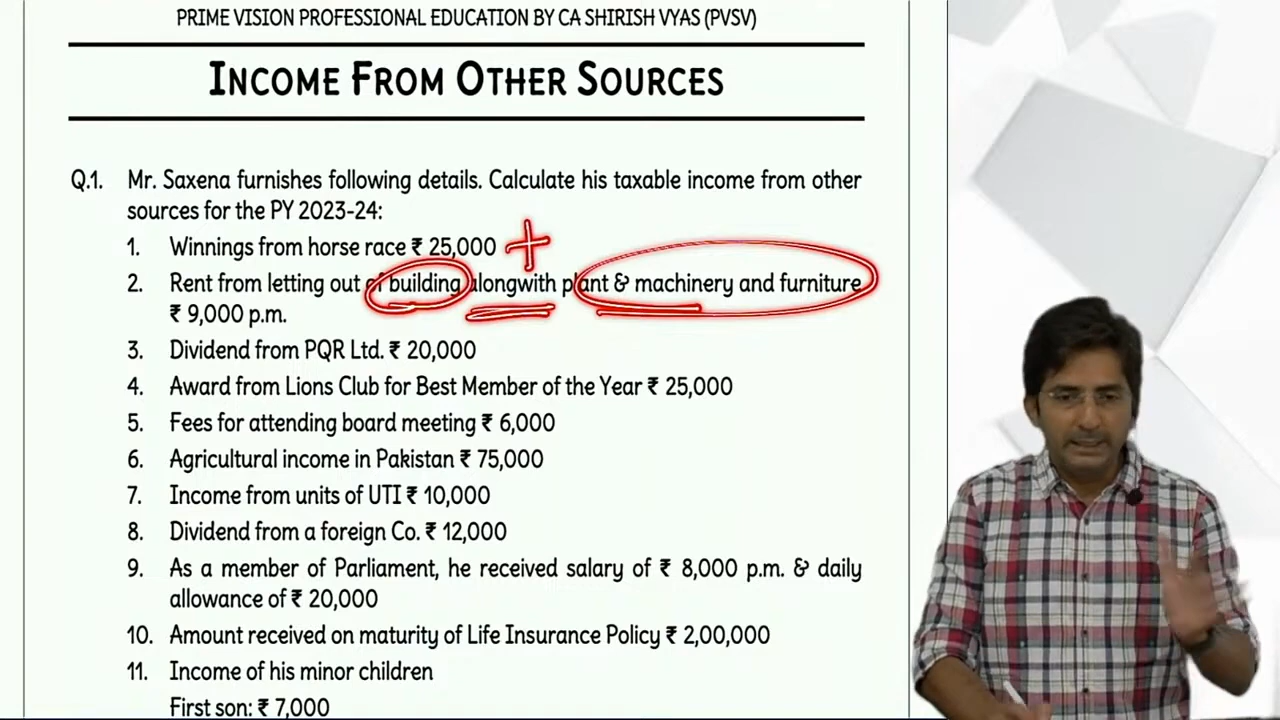 PRIME VISION PROFESSIONAL EDUCATION BY CA SHIRISH VYAS (PVSV)
INCOME FROM OTHER SOURCES
Q.1. Mr. Saxena furnishes following details. Calculate his taxable income from other
sources for the PY 2023-24:
1. Winnings from horse race ₹ 25,000 +
2. Rent from letting out of building alongwith plant & machinery and furniture
₹ 9,000 p.m.
3. Dividend from PQR Ltd. ₹ 20,000
4. Award from Lions Club for Best Member of the Year ₹ 25,000
5. Fees for attending board meeting ₹ 6,000
6. Agricultural income in Pakistan ₹ 75,000
7. Income from units of UTI ₹ 10,000
8. Dividend from a foreign Co. ₹ 12,000
9. As a member of Parliament, he received salary of ₹ 8,000 p.m. & daily
allowance of ₹ 20,000
10. Amount received on maturity of Life Insurance Policy ₹ 2,00,000
11. Income of his minor children
First son: ₹ 7,000